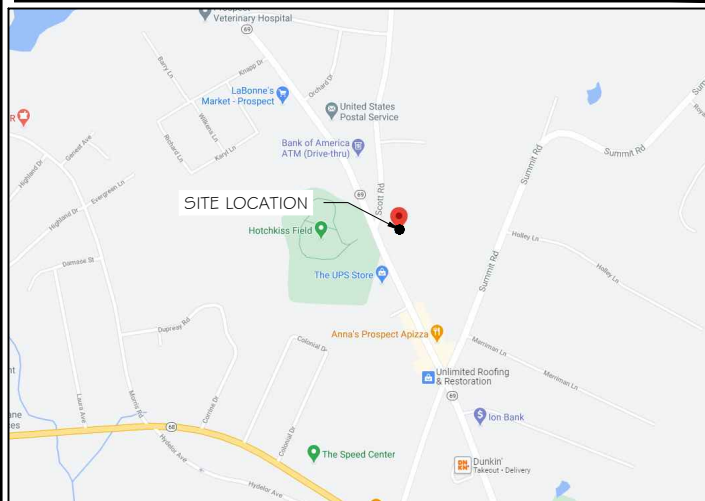 Veterinary Hospital
69
Barry Ln
Knapp Dr
Orchard Dr
LaBonne's
Market - Prospect
United States
Postal Service
Wilkens Ln
Richard Ln
Karyl Ln
Bank of America
ATM (Drive-thru)
Highland Dr
Daniel Ave
Evergreen Ln
Highland Dr
69
Scott Rd
SITE LOCATION
Hotchkiss Field
Summit Rd
Summit Rd
Holley Ln
Holley Ln
Damase St
The UPS Store
Dupreay Rd
Colonial Dr
Anna's Prospect Apizza
Merriman Ln
Merriman Ln
Unlimited Roofing
& Restoration
69
Laura Ave
Morris Rd
68
Colonial Dr
Ion Bank
The Speed Center
Hydelor Ave
Hydelor Ave
Dunkin'
Takeout • Delivery